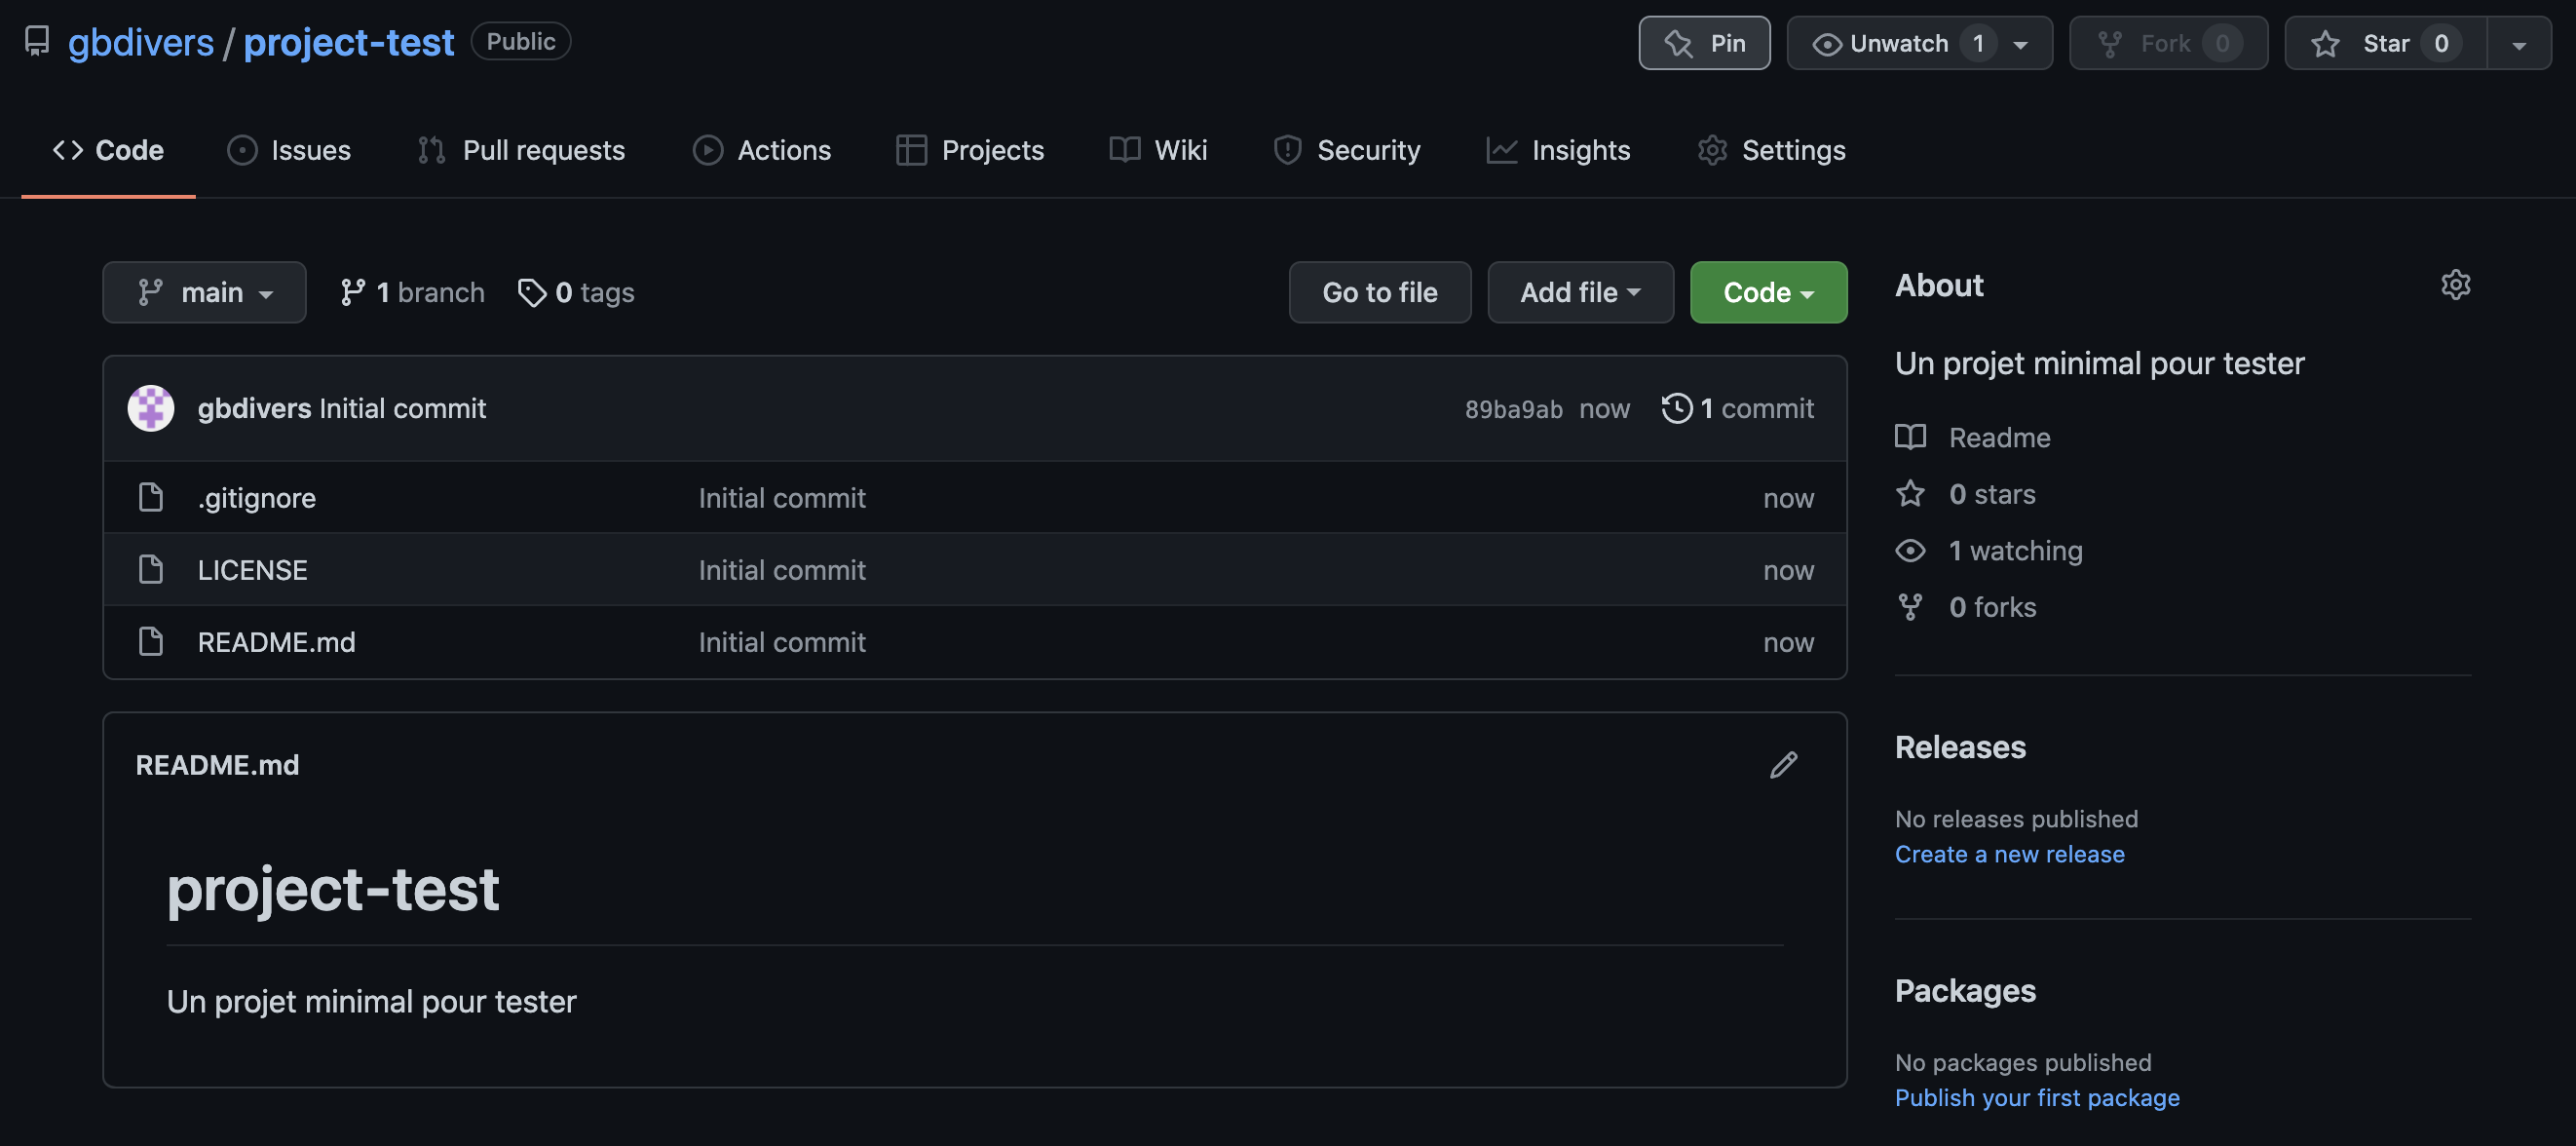 gbdivers / project-test Public Pin Unwatch 1 Fork 0 Star 0
Code Issues Pull requests Actions Projects Wiki Security Insights Settings
main 1 branch 0 tags Go to file Add file Code
gbdivers Initial commit 89ba9ab now 1 commit
.gitignore Initial commit now
LICENSE Initial commit now
README.md Initial commit now
README.md
project-test
Un projet minimal pour tester
About
Un projet minimal pour tester
Readme
0 stars
1 watching
0 forks
Releases
No releases published
Create a new release
Packages
No packages published
Publish your first package